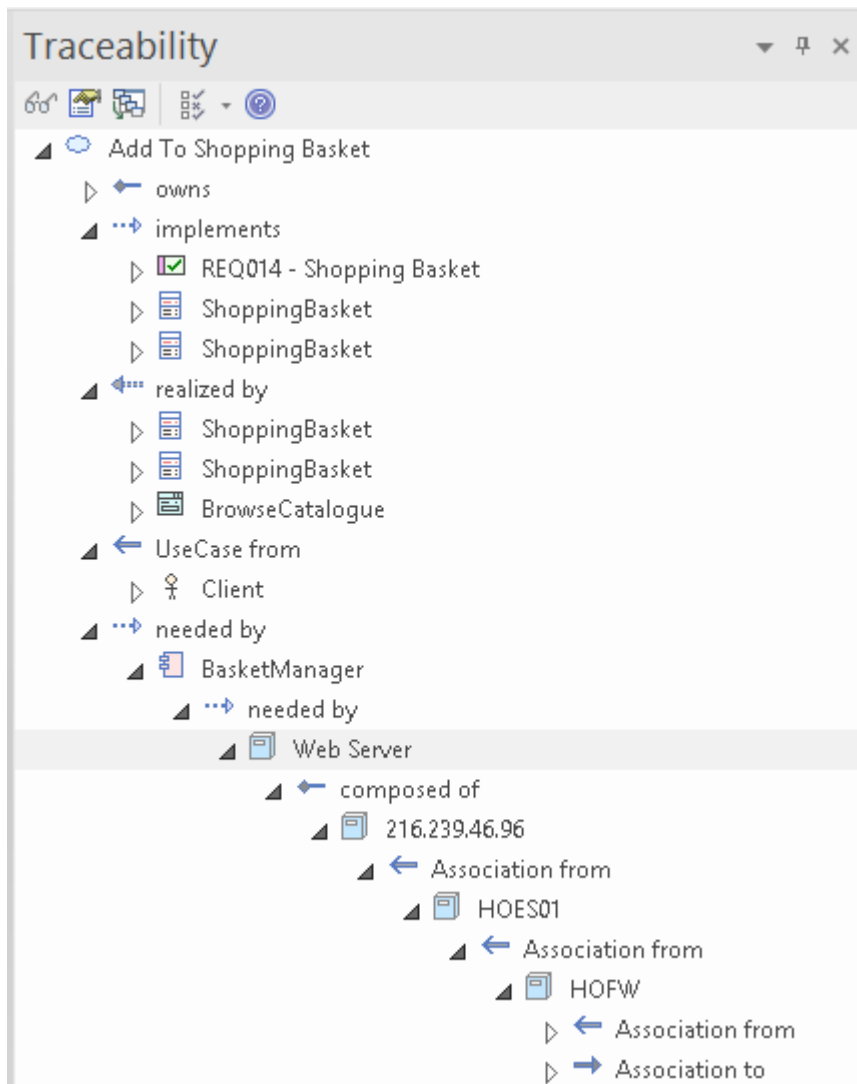 Traceability
Add To Shopping Basket
owns
implements
REQ014 - Shopping Basket
ShoppingBasket
ShoppingBasket
realized by
ShoppingBasket
ShoppingBasket
BrowseCatalogue
UseCase from
Client
needed by
BasketManager
needed by
Web Server
composed of
216.239.46.96
Association from
HOES01
Association from
HOFW
Association from
Association to